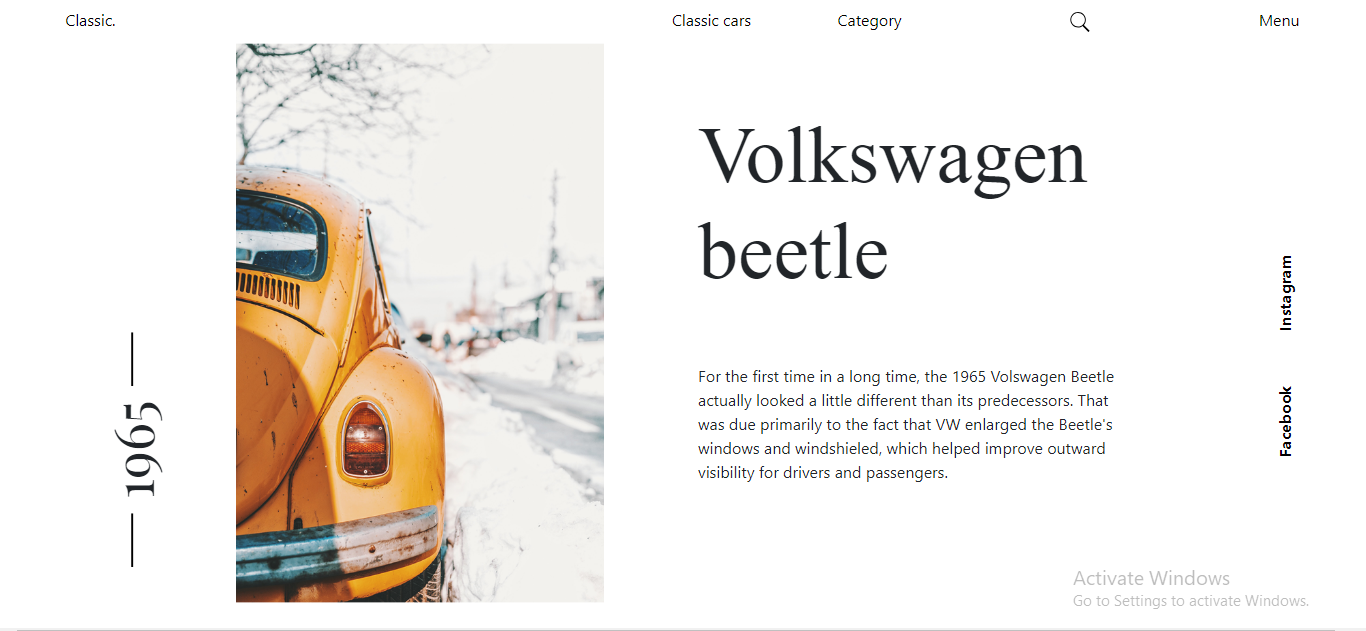 Classic.
Classic cars
Category
Menu
1965
Volkswagen
beetle
For the first time in a long time, the 1965 Volswagen Beetle
actually looked a little different than its predecessors. That
was due primarily to the fact that VW enlarged the Beetle's
windows and windshieled, which helped improve outward
visibility for drivers and passengers.
Instagram
Facebook
Activate Windows
Go to Settings to activate Windows.